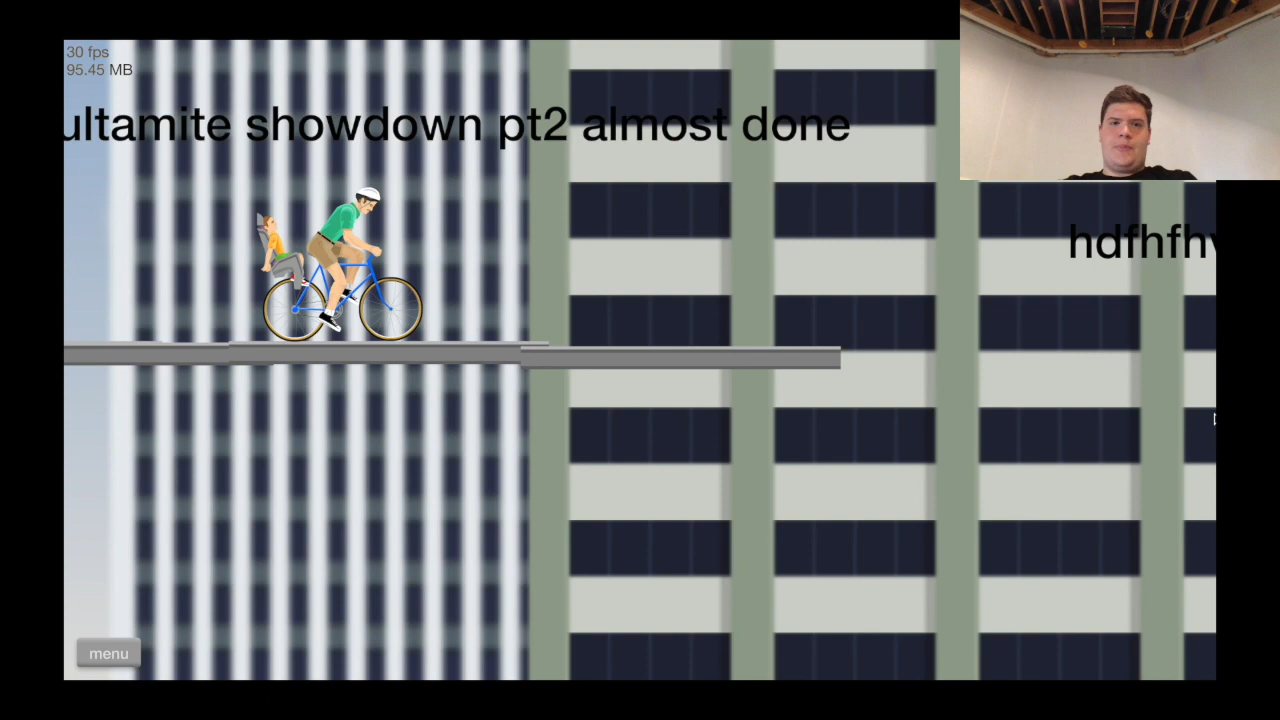 30 fps
95.45 MB
ultamite showdown pt2 almost done
hdfhfh
menu